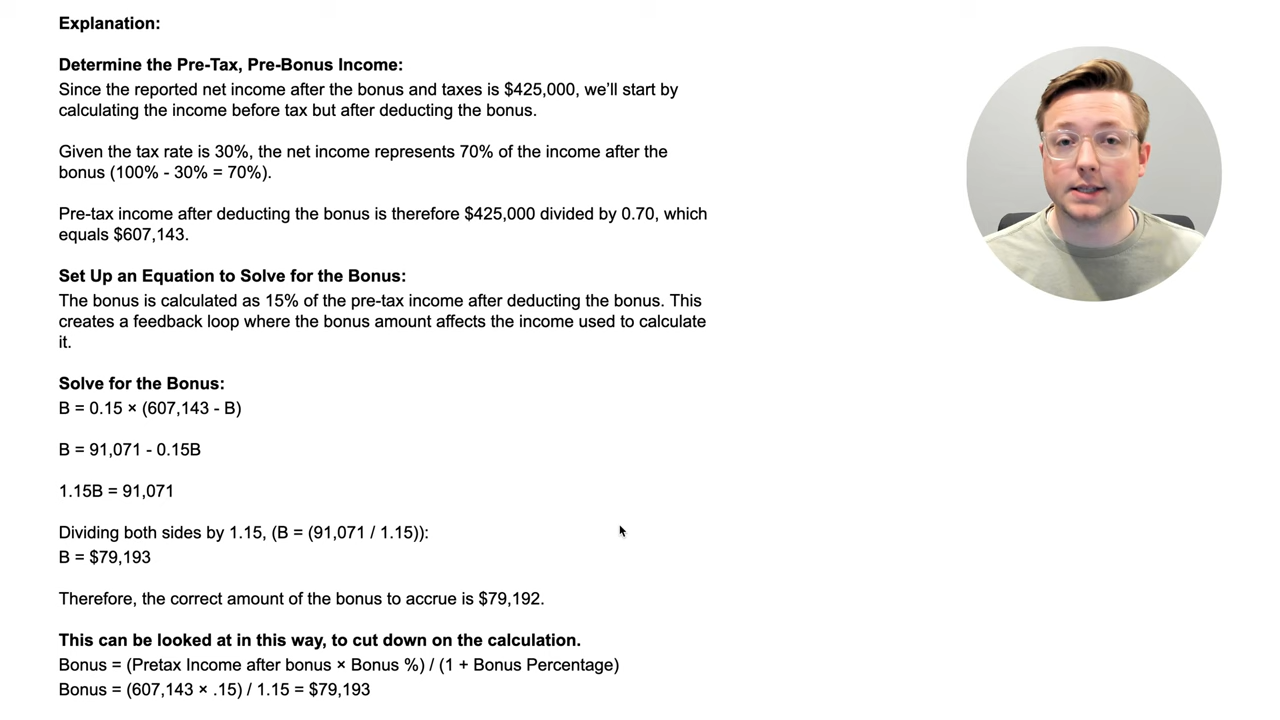 Explanation:
Determine the Pre-Tax, Pre-Bonus Income:
Since the reported net income after the bonus and taxes is $425,000, we’ll start by
calculating the income before tax but after deducting the bonus.
Given the tax rate is 30%, the net income represents 70% of the income after the
bonus (100% - 30% = 70%).
Pre-tax income after deducting the bonus is therefore $425,000 divided by 0.70, which
equals $607,143.
Set Up an Equation to Solve for the Bonus:
The bonus is calculated as 15% of the pre-tax income after deducting the bonus. This
creates a feedback loop where the bonus amount affects the income used to calculate
it.
Solve for the Bonus:
B = 0.15 × (607,143 - B)
B = 91,071 - 0.15B
1.15B = 91,071
Dividing both sides by 1.15, (B = (91,071 / 1.15)):
B = $79,193
Therefore, the correct amount of the bonus to accrue is $79,192.
This can be looked at in this way, to cut down on the calculation.
Bonus = (Pretax Income after bonus × Bonus %) / (1 + Bonus Percentage)
Bonus = (607,143 × .15) / 1.15 = $79,193